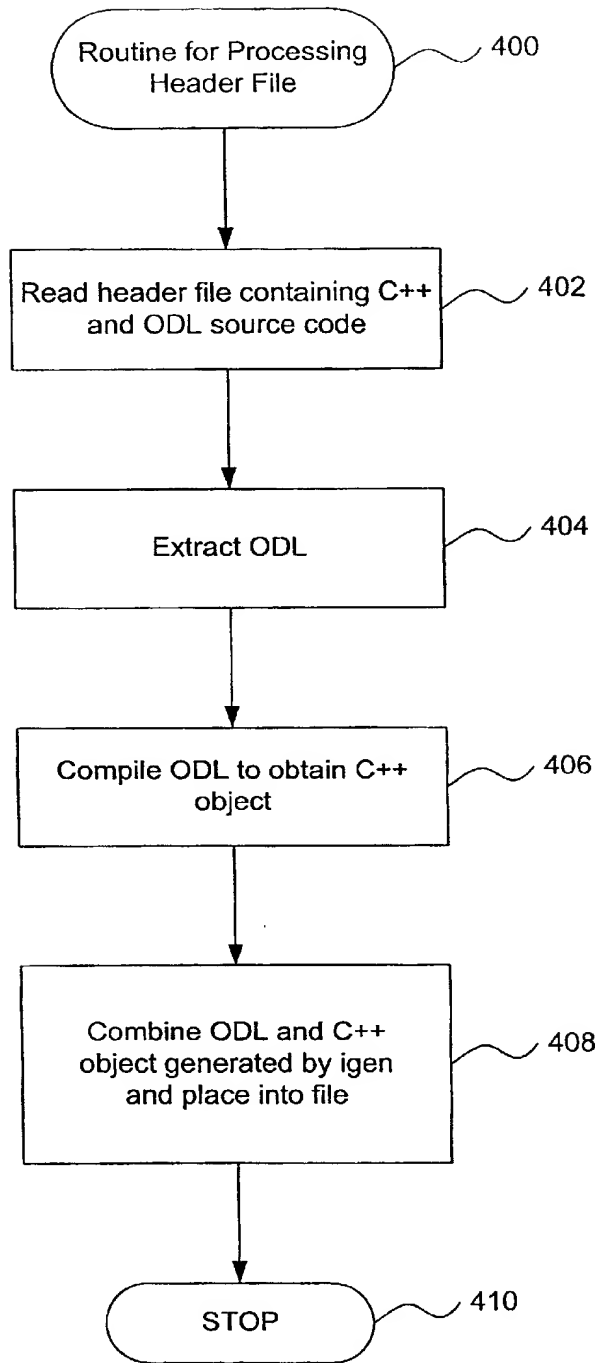 Routine for Processing
Header File
400
Read header file containing C++
and ODL source code
402
Extract ODL
404
Compile ODL to obtain C++
object
406
Combine ODL and C++
object generated by igen
and place into file
408
STOP
410